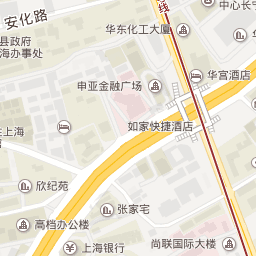 安化路
华东化工大厦
中心长宁
线
县政府
海办事处
华宫酒店
申亚金融广场
如家快捷酒店
主上海
欣纪苑
张家宅
高档办公楼
上海银行
尚联国际大楼